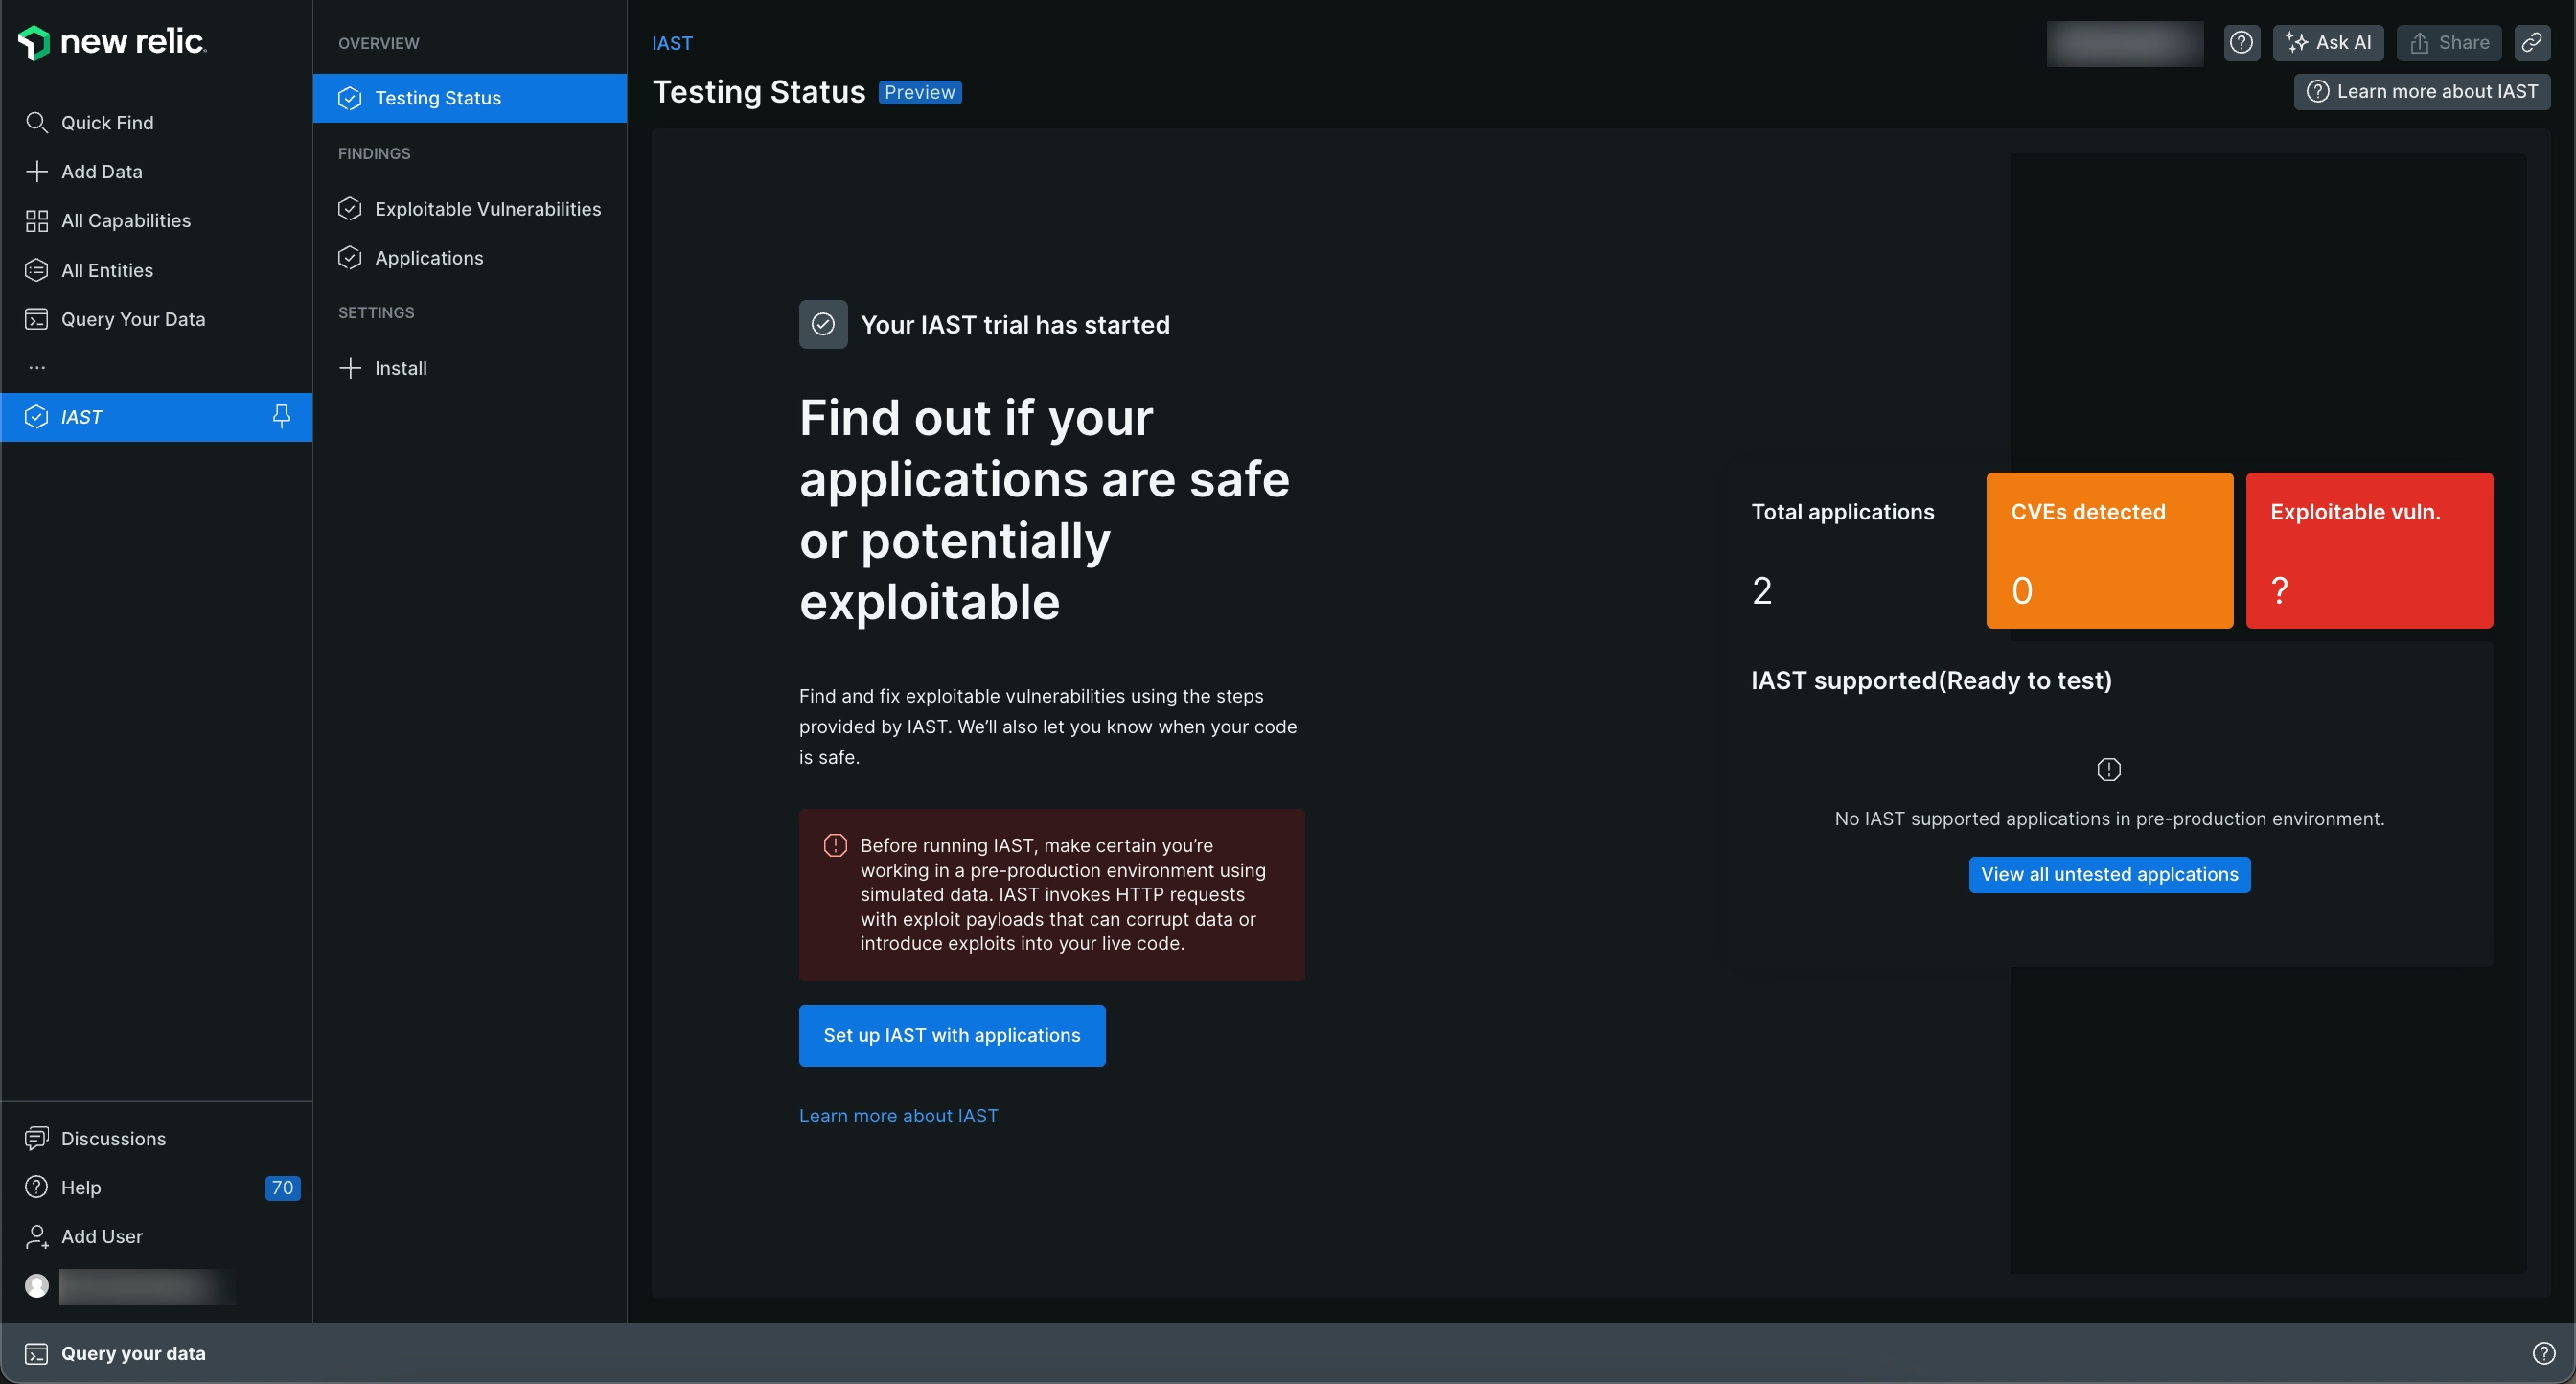 new relic
Quick Find
Add Data
All Capabilities
All Entities
Query Your Data
...
IAST
Discussions
Help
70
Add User
OVERVIEW
Testing Status
FINDINGS
Exploitable Vulnerabilities
Applications
SETTINGS
Install
IAST
Testing Status
Preview
Ask AI
Share
Learn more about IAST
Your IAST trial has started
Find out if your
applications are safe
or potentially
exploitable
Find and fix exploitable vulnerabilities using the steps
provided by IAST. We’ll also let you know when your code
is safe.
Before running IAST, make certain you’re
working in a pre-production environment using
simulated data. IAST invokes HTTP requests
with exploit payloads that can corrupt data or
introduce exploits into your live code.
Set up IAST with applications
Learn more about IAST
Total applications
2
CVEs detected
0
Exploitable vuln.
?
IAST supported(Ready to test)
No IAST supported applications in pre-production environment.
View all untested applcations
Query your data